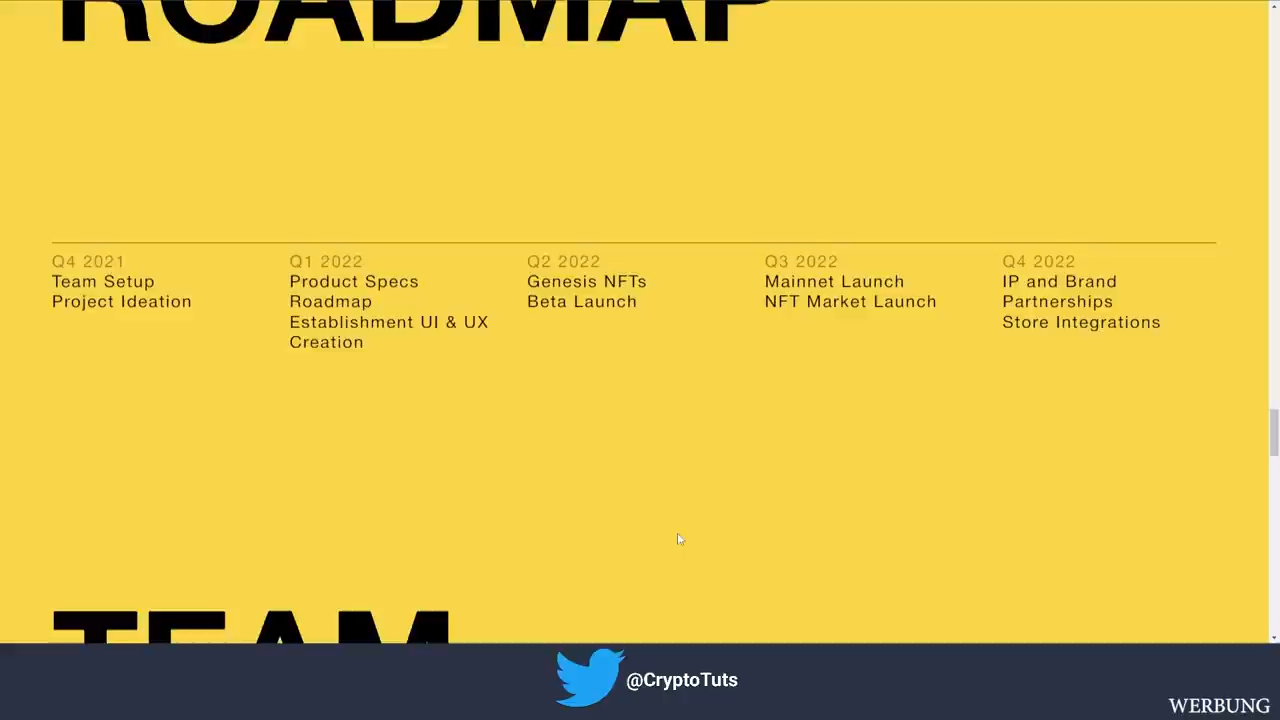 ROADMAP
Q4 2021
Team Setup
Project Ideation
Q1 2022
Product Specs
Roadmap
Establishment UI & UX
Creation
Q2 2022
Genesis NFTs
Beta Launch
Q3 2022
Mainnet Launch
NFT Market Launch
Q4 2022
IP and Brand
Partnerships
Store Integrations
TEAM
@CryptoTuts
WERBUNG